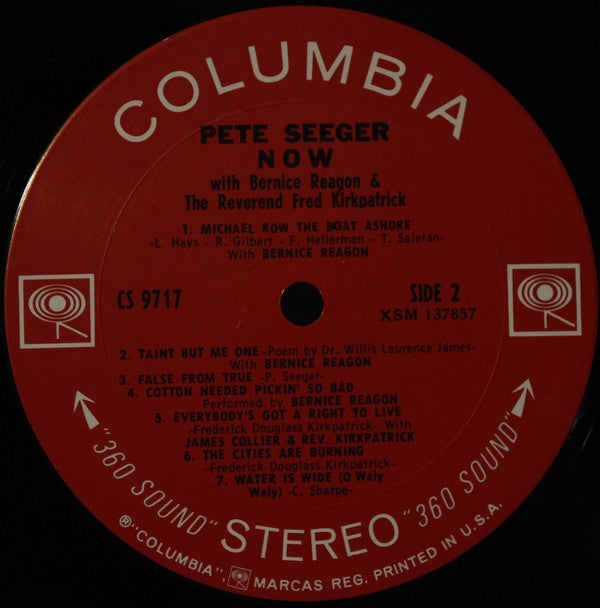 COLUMBIA
PETE SEEGER
NOW
with Bernice Reagon &
The Reverend Fred Kirkpatrick
1. MICHAEL ROW THE BOAT ASHORE
-L. Hays - R. Gilbert - F. Hellerman - T. Saletan-
With BERNICE REAGON
CS 9717
SIDE 2
XSM 137857
2. TAINT BUT ME ONE -Poem by Dr. Willis Laurence James-
With BERNICE REAGON
3. FALSE FROM TRUE -P. Seeger-
4. COTTON NEEDED PICKIN' SO BAD
Performed by BERNICE REAGON
5. EVERYBODY'S GOT A RIGHT TO LIVE
-Frederick Douglass Kirkpatrick- With
JAMES COLLIER & REV. KIRKPATRICK
6. THE CITIES ARE BURNING
-Frederick Douglass Kirkpatrick-
7. WATER IS WIDE (O Waly
Waly) -C. Sharpe-
"360 SOUND" STEREO "360 SOUND"
®"COLUMBIA", MARCAS REG. PRINTED IN U.S.A.